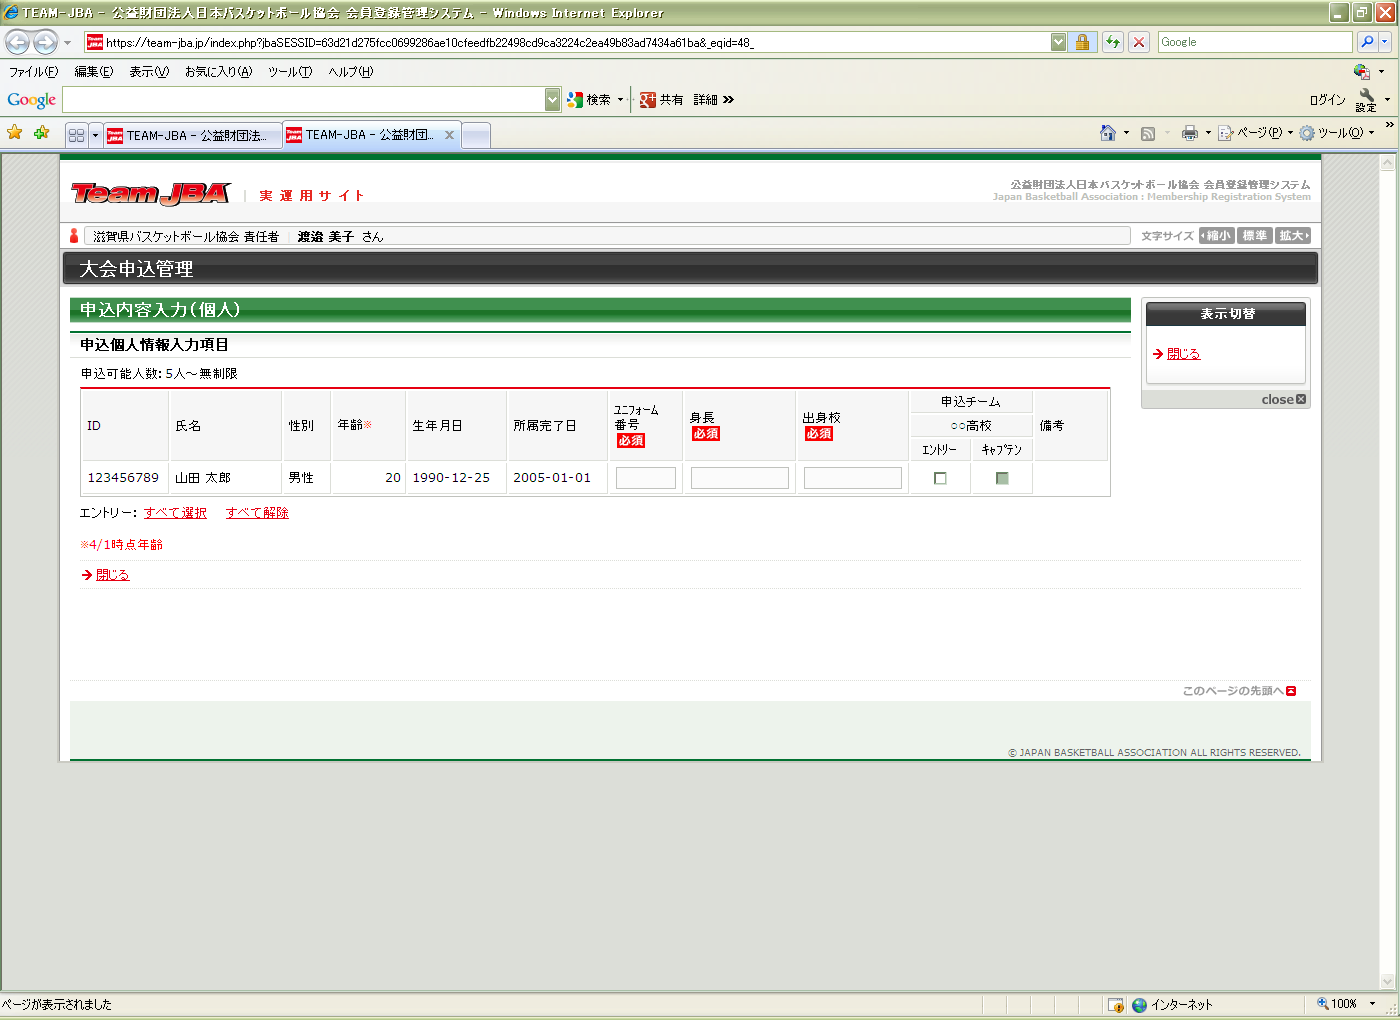 TEAM-JBA - 公益財団法人日本バスケットボール協会 会員登録管理システム - Windows Internet Explorer
https://team-jba.jp/index.php?jbaSESSID=63d21d275fcc0699286ae10cfeedfb22498cd9ca3224c2ea49b83ad7434a61ba&_eqid=48_
Google
ファイル(F) 編集(E) 表示(V) お気に入り(A) ツール(T) ヘルプ(H)
Google 検索 共有 詳細 >> ログイン 設定
TEAM-JBA - 公益財団法... TEAM-JBA - 公益財団... ページ(P) ツール(O)
Team JBA 実運用サイト
公益財団法人日本バスケットボール協会 会員登録管理システム
Japan Basketball Association : Membership Registration System
滋賀県バスケットボール協会 責任者 渡邉 美子 さん
文字サイズ 縮小 標準 拡大
大会申込管理
申込内容入力(個人)
表示切替
閉じる
close
申込個人情報入力項目
申込可能人数: 5人～無制限
ID 氏名 性別 年齢※ 生年月日 所属完了日 ユニフォーム番号 必須 身長 必須 出身校 必須 申込チーム ○○高校 エントリー キャプテン 備考
123456789 山田 太郎 男性 20 1990-12-25 2005-01-01
エントリー: すべて選択 すべて解除
※4/1時点年齢
閉じる
このページの先頭へ
© JAPAN BASKETBALL ASSOCIATION ALL RIGHTS RESERVED.
ページが表示されました インターネット 100%